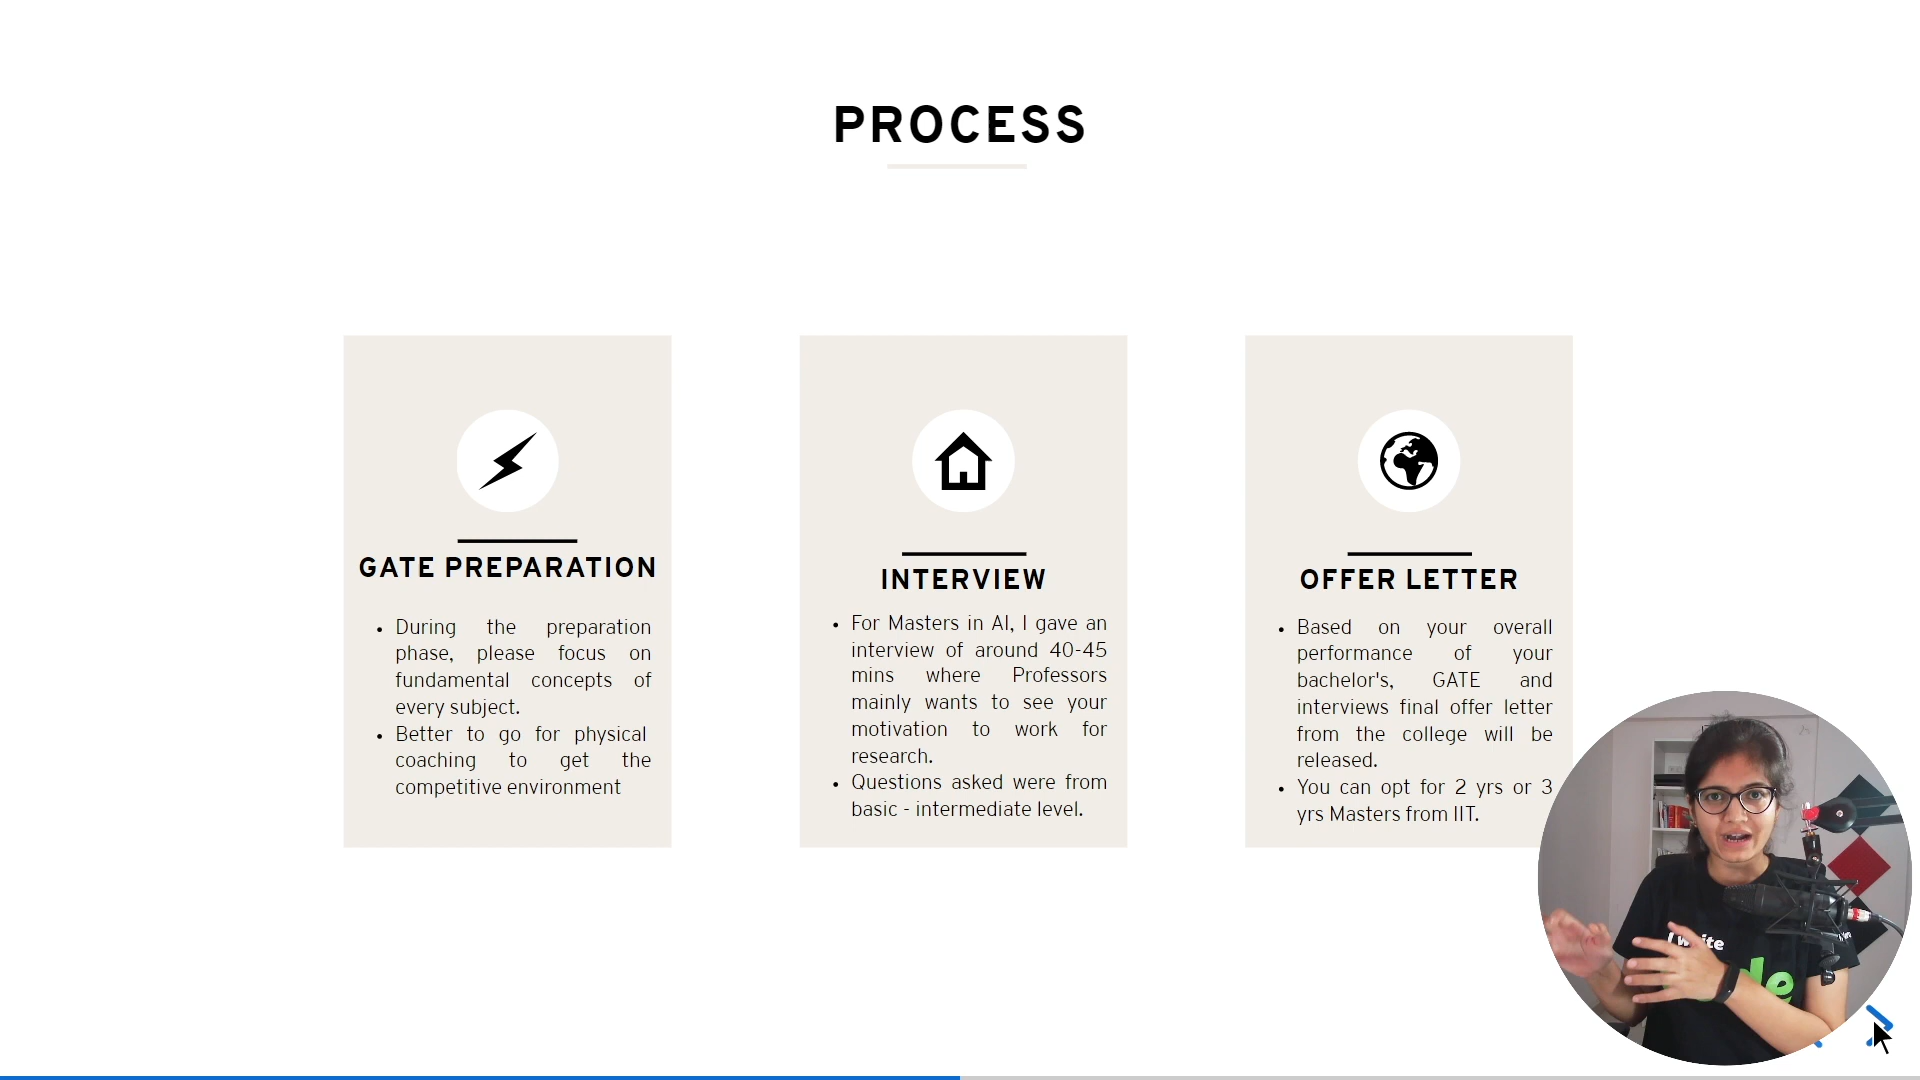 PROCESS
GATE PREPARATION
• During the preparation
phase, please focus on
fundamental concepts of
every subject.
• Better to go for physical
coaching to get the
competitive environment
INTERVIEW
• For Masters in AI, I gave an
interview of around 40-45
mins where Professors
mainly wants to see your
motivation to work for
research.
• Questions asked were from
basic - intermediate level.
OFFER LETTER
• Based on your overall
performance of your
bachelor's, GATE and
interviews final offer letter
from the college will be
released.
• You can opt for 2 yrs or 3
yrs Masters from IIT.